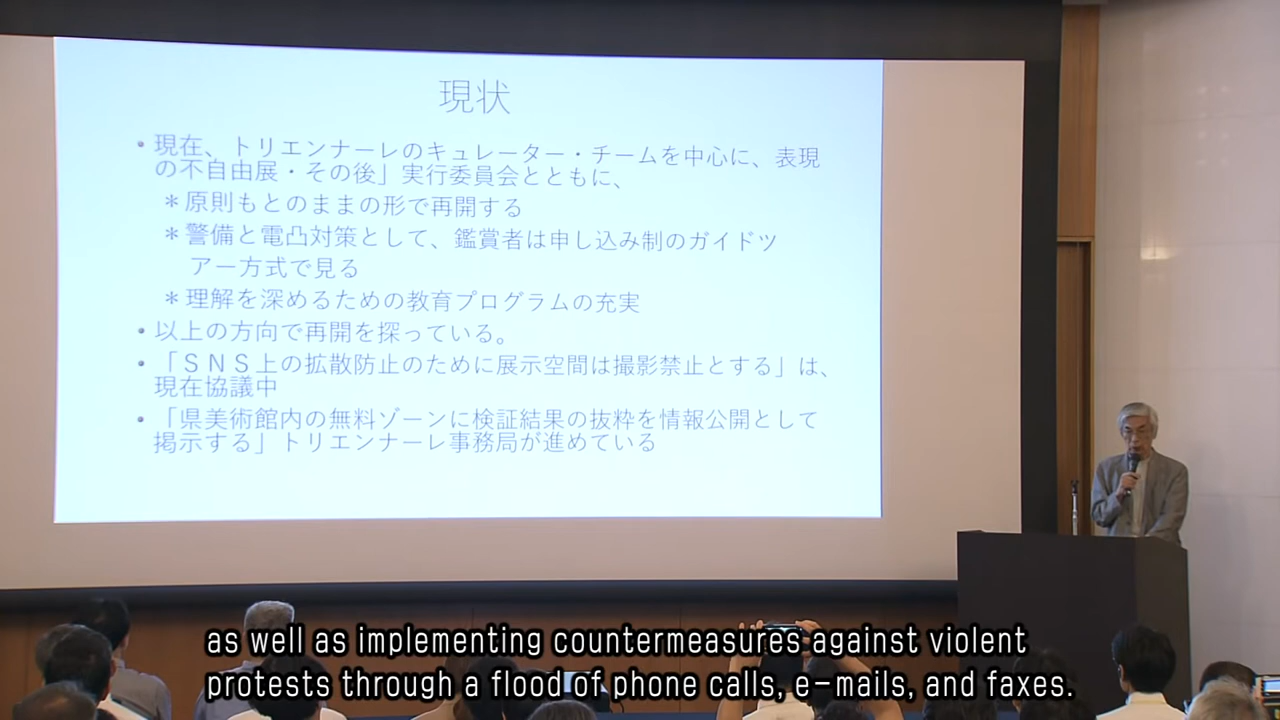 現状
• 現在、トリエンナーレのキュレーター・チームを中心に、表現
の不自由展・その後」実行委員会とともに、
＊原則もとのままの形で再開する
＊警備と電凸対策として、鑑賞者は申し込み制のガイドツ
アー方式で見る
＊理解を深めるための教育プログラムの充実
• 以上の方向で再開を探っている。
• 「ＳＮＳ上の拡散防止のために展示空間は撮影禁止とする」は、
現在協議中
• 「県美術館内の無料ゾーンに検証結果の抜粋を情報公開として
掲示する」トリエンナーレ事務局が進めている
as well as implementing countermeasures against violent
protests through a flood of phone calls, e-mails, and faxes.